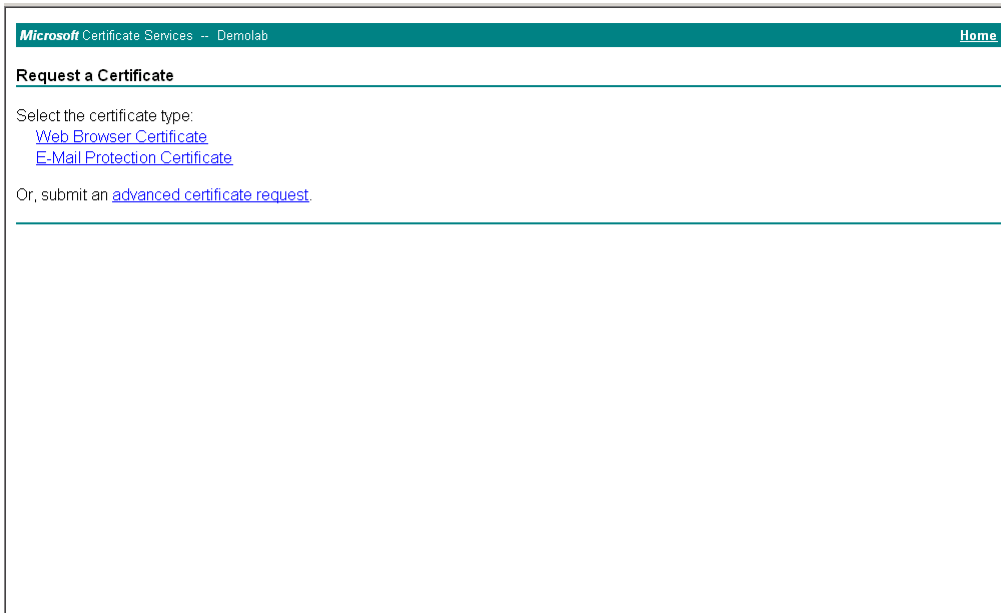 Microsoft Certificate Services -- Demolab Home
Request a Certificate
Select the certificate type:
Web Browser Certificate
E-Mail Protection Certificate
Or, submit an advanced certificate request.